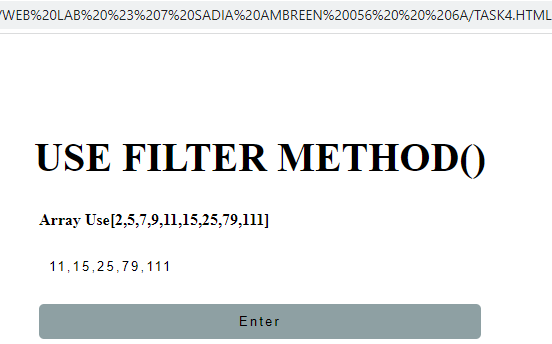 /WEB%20LAB%20%23%207%20SADIA%20AMBREEN%20056%20%20%206A/TASK4.HTML
USE FILTER METHOD()
Array Use[2,5,7,9,11,15,25,79,111]
11,15,25,79,111
Enter